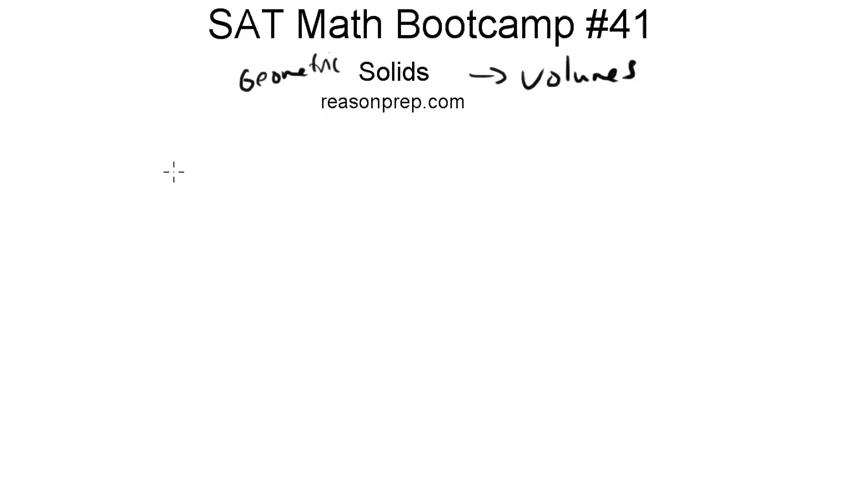 SAT Math Bootcamp #41
Geometric Solids → Volumes
reasonprep.com